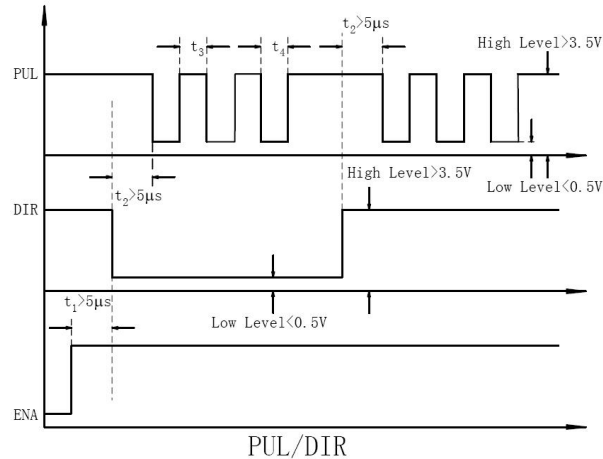 t₂>5μs
High Level>3.5V
t₃
t₄
PUL
High Level>3.5V
Low Level<0.5V
t₂>5μs
DIR
t₁>5μs
Low Level<0.5V
ENA
PUL/DIR